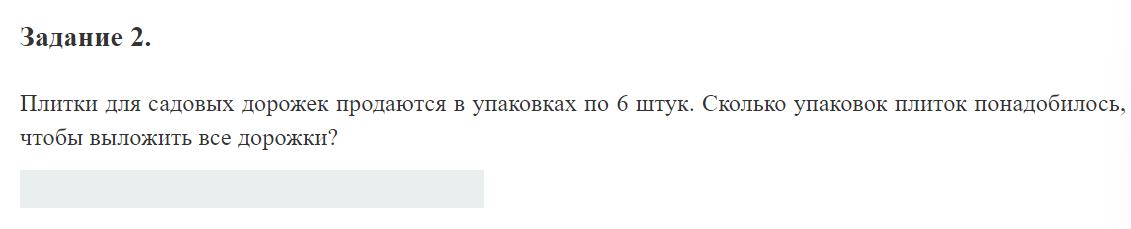 Задание 2.
Плитки для садовых дорожек продаются в упаковках по 6 штук. Сколько упаковок плиток понадобилось,
чтобы выложить все дорожки?